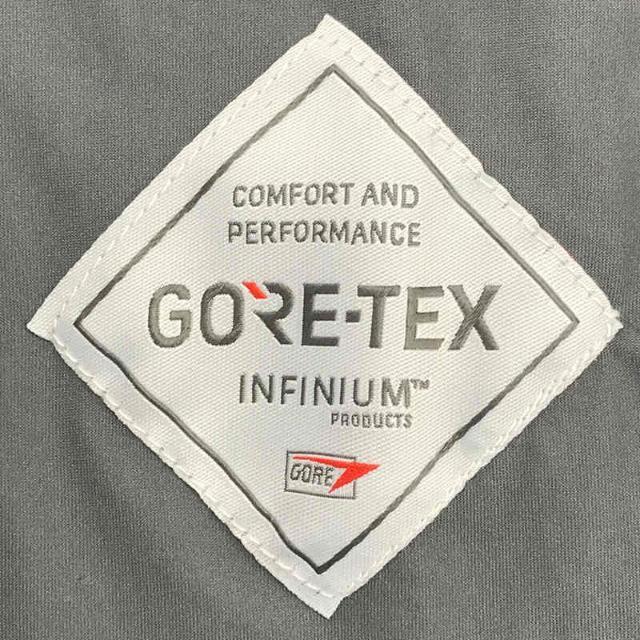 COMFORT AND
PERFORMANCE
GORE-TEX
INFINIUM™
PRODUCTS
GORE